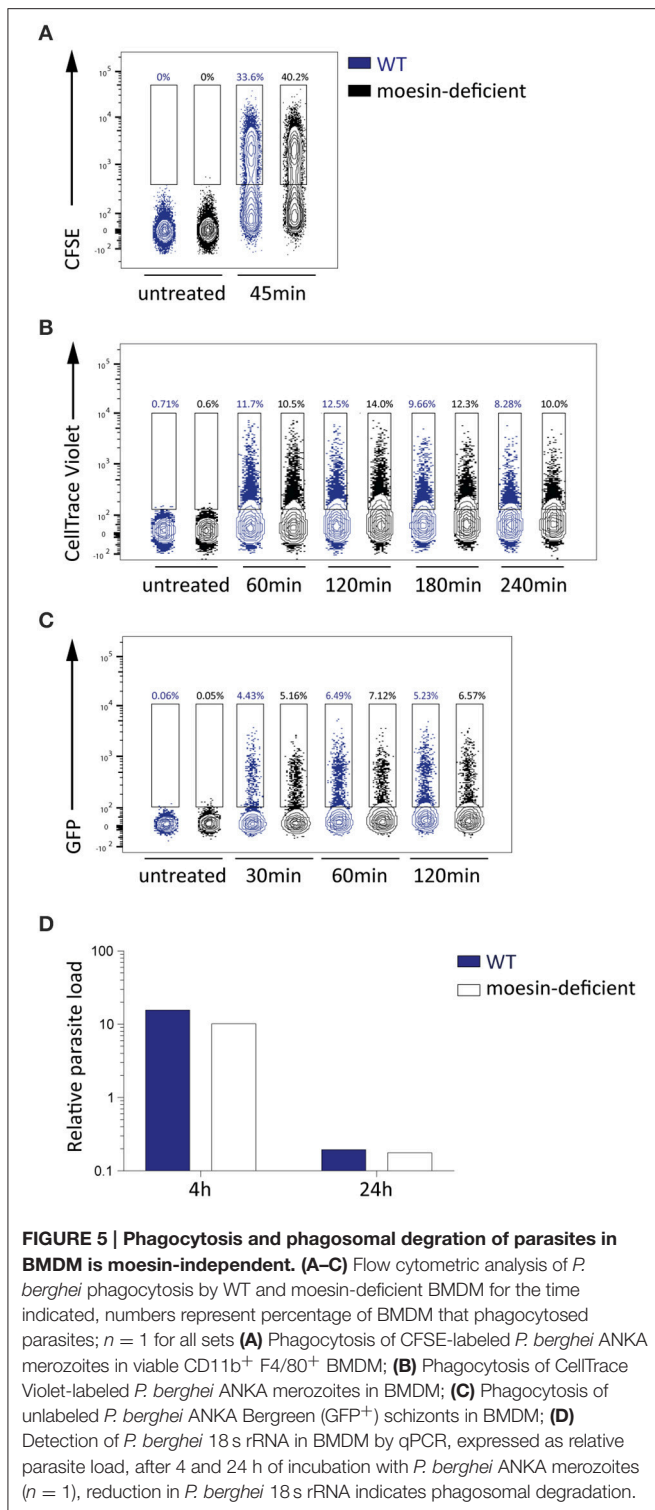 A
0% 0% 33.6% 40.2%
WT
moesin-deficient
10^5
10^4
10^3
10^2
0
-10^2
CFSE
untreated 45min
B
0.71% 0.6% 11.7% 10.5% 12.5% 14.0% 9.66% 12.3% 8.28% 10.0%
10^5
10^4
10^3
10^2
0
-10^2
CellTrace Violet
untreated 60min 120min 180min 240min
C
0.06% 0.05% 4.43% 5.16% 6.49% 7.12% 5.23% 6.57%
10^5
10^4
10^3
10^2
0
-10^2
GFP
untreated 30min 60min 120min
D
WT
moesin-deficient
100
10
1
0.1
Relative parasite load
4h 24h
FIGURE 5 | Phagocytosis and phagosomal degration of parasites in
BMDM is moesin-independent. (A–C) Flow cytometric analysis of P.
berghei phagocytosis by WT and moesin-deficient BMDM for the time
indicated, numbers represent percentage of BMDM that phagocytosed
parasites; n = 1 for all sets (A) Phagocytosis of CFSE-labeled P. berghei ANKA
merozoites in viable CD11b+ F4/80+ BMDM; (B) Phagocytosis of CellTrace
Violet-labeled P. berghei ANKA merozoites in BMDM; (C) Phagocytosis of
unlabeled P. berghei ANKA Bergreen (GFP+) schizonts in BMDM; (D)
Detection of P. berghei 18 s rRNA in BMDM by qPCR, expressed as relative
parasite load, after 4 and 24 h of incubation with P. berghei ANKA merozoites
(n = 1), reduction in P. berghei 18 s rRNA indicates phagosomal degradation.